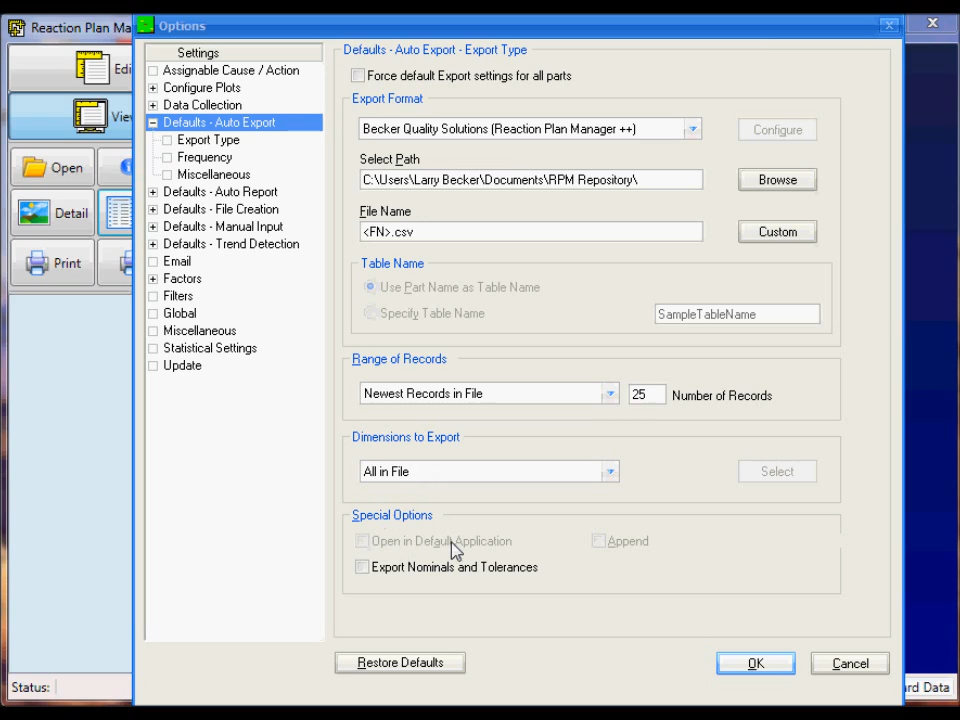 Reaction Plan Ma
Options
Edi
Vie
Open
Detail
Print
Status:
Settings
Assignable Cause / Action
Configure Plots
Data Collection
Defaults - Auto Export
Export Type
Frequency
Miscellaneous
Defaults - Auto Report
Defaults - File Creation
Defaults - Manual Input
Defaults - Trend Detection
Email
Factors
Filters
Global
Miscellaneous
Statistical Settings
Update
Defaults - Auto Export - Export Type
Force default Export settings for all parts
Export Format
Becker Quality Solutions (Reaction Plan Manager ++)
Configure
Select Path
C:\Users\Larry Becker\Documents\RPM Repository\
Browse
File Name
<FN>.csv
Custom
Table Name
Use Part Name as Table Name
Specify Table Name
SampleTableName
Range of Records
Newest Records in File
25
Number of Records
Dimensions to Export
All in File
Select
Special Options
Open in Default Application
Append
Export Nominals and Tolerances
Restore Defaults
OK
Cancel
rd Data